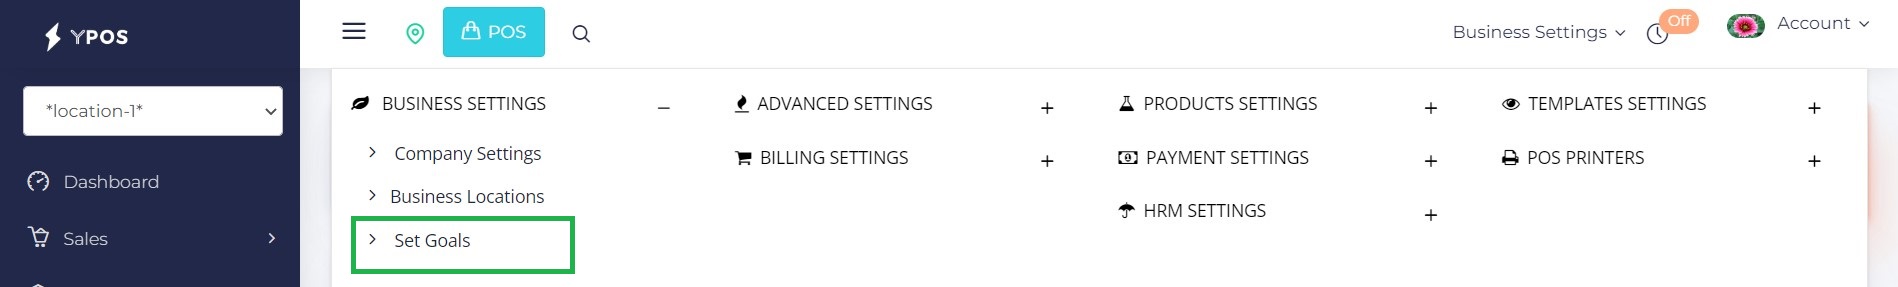 YPOS
*location-1*
Dashboard
Sales
POS
Business Settings
Off
Account
BUSINESS SETTINGS
Company Settings
Business Locations
Set Goals
ADVANCED SETTINGS
BILLING SETTINGS
PRODUCTS SETTINGS
PAYMENT SETTINGS
HRM SETTINGS
TEMPLATES SETTINGS
POS PRINTERS